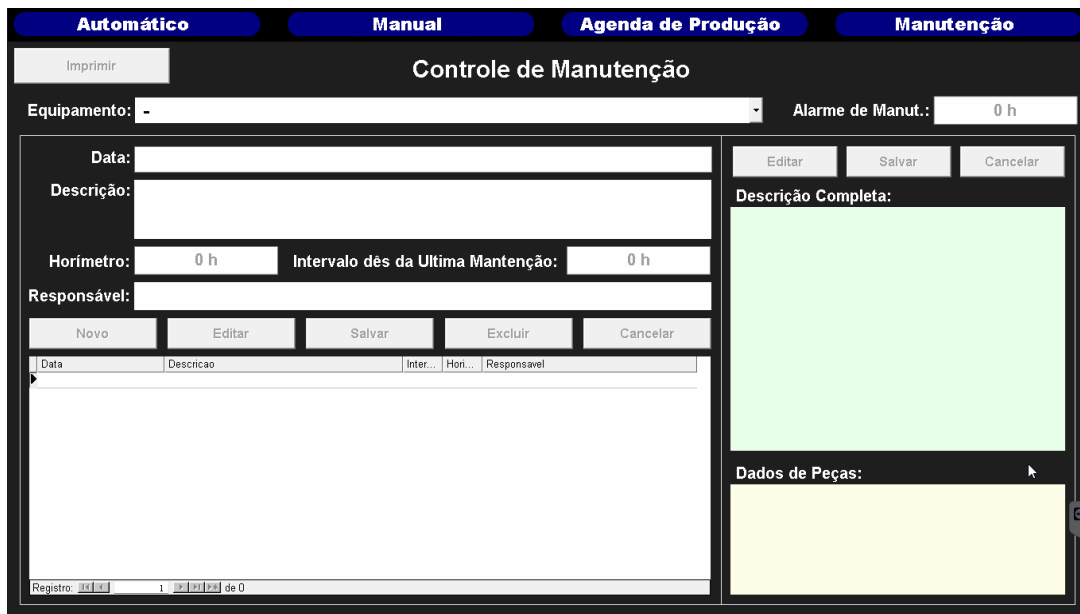 Automático Manual Agenda de Produção Manutenção
Imprimir
Controle de Manutenção
Equipamento: - Alarme de Manut.: 0 h
Data:
Editar Salvar Cancelar
Descrição:
Descrição Completa:
Horímetro: 0 h Intervalo dês da Ultima Mantenção: 0 h
Responsável:
Novo Editar Salvar Excluir Cancelar
Data Descricao Inter... Hori... Responsavel
Dados de Peças:
Registro: 1 de 0